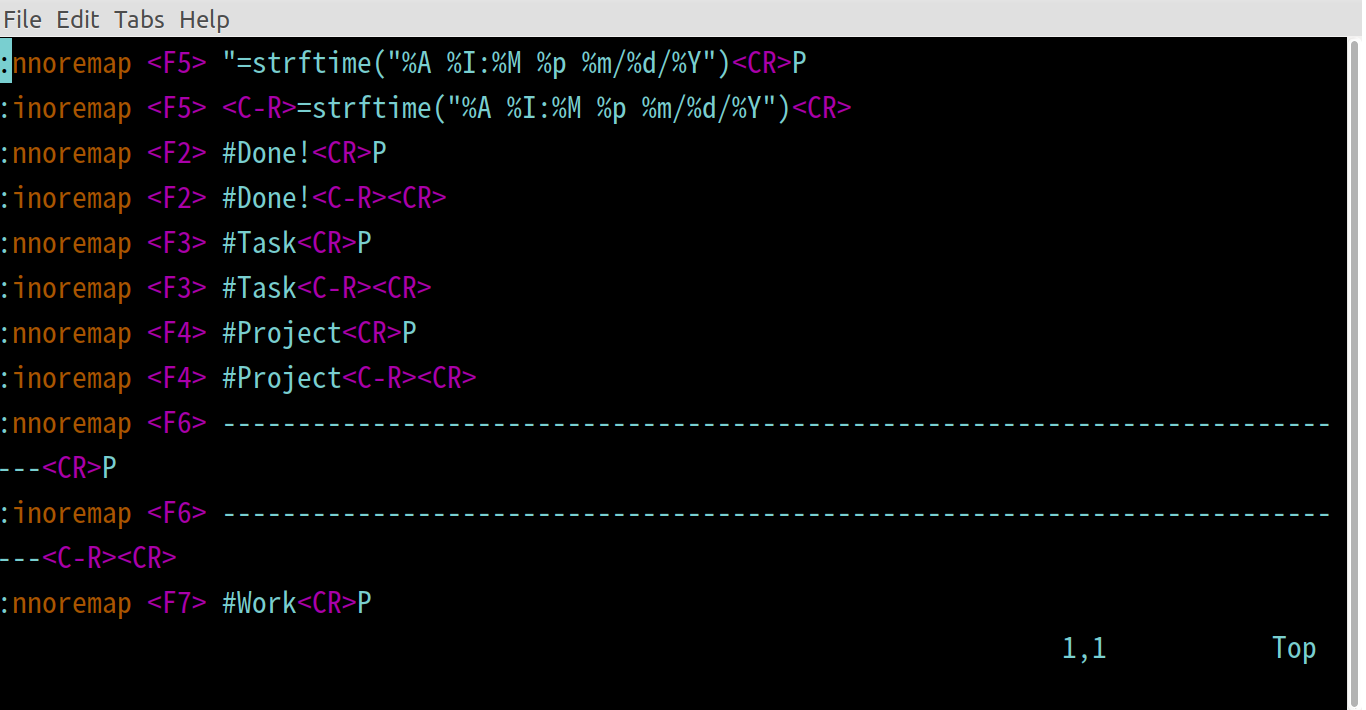 File Edit Tabs Help
:nnoremap <F5> "=strftime("%A %I:%M %p %m/%d/%Y")<CR>P
:inoremap <F5> <C-R>=strftime("%A %I:%M %p %m/%d/%Y")<CR>
:nnoremap <F2> #Done!<CR>P
:inoremap <F2> #Done!<C-R><CR>
:nnoremap <F3> #Task<CR>P
:inoremap <F3> #Task<C-R><CR>
:nnoremap <F4> #Project<CR>P
:inoremap <F4> #Project<C-R><CR>
:nnoremap <F6> --------------------------------------------------------------------------
---<CR>P
:inoremap <F6> --------------------------------------------------------------------------
---<C-R><CR>
:nnoremap <F7> #Work<CR>P
1,1 Top